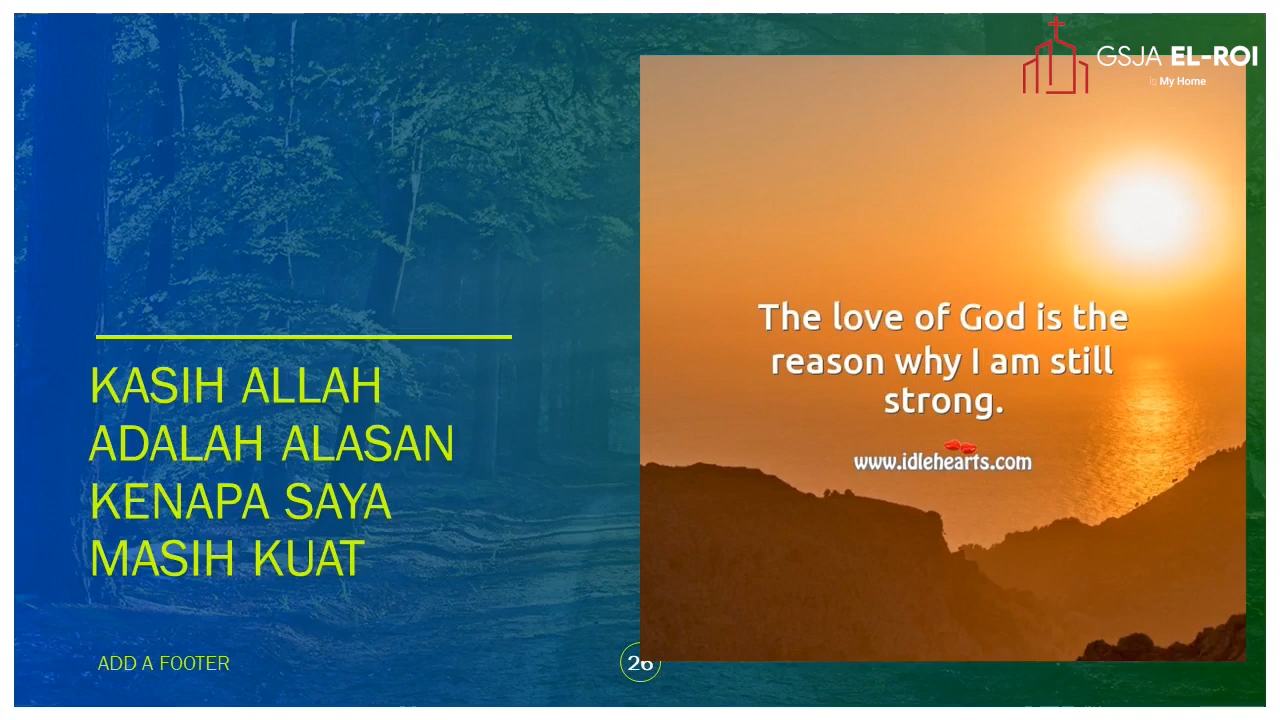 GSJA EL-ROI
is My Home
KASIH ALLAH
ADALAH ALASAN
KENAPA SAYA
MASIH KUAT
The love of God is the
reason why I am still
strong.
www.idlehearts.com
ADD A FOOTER
26